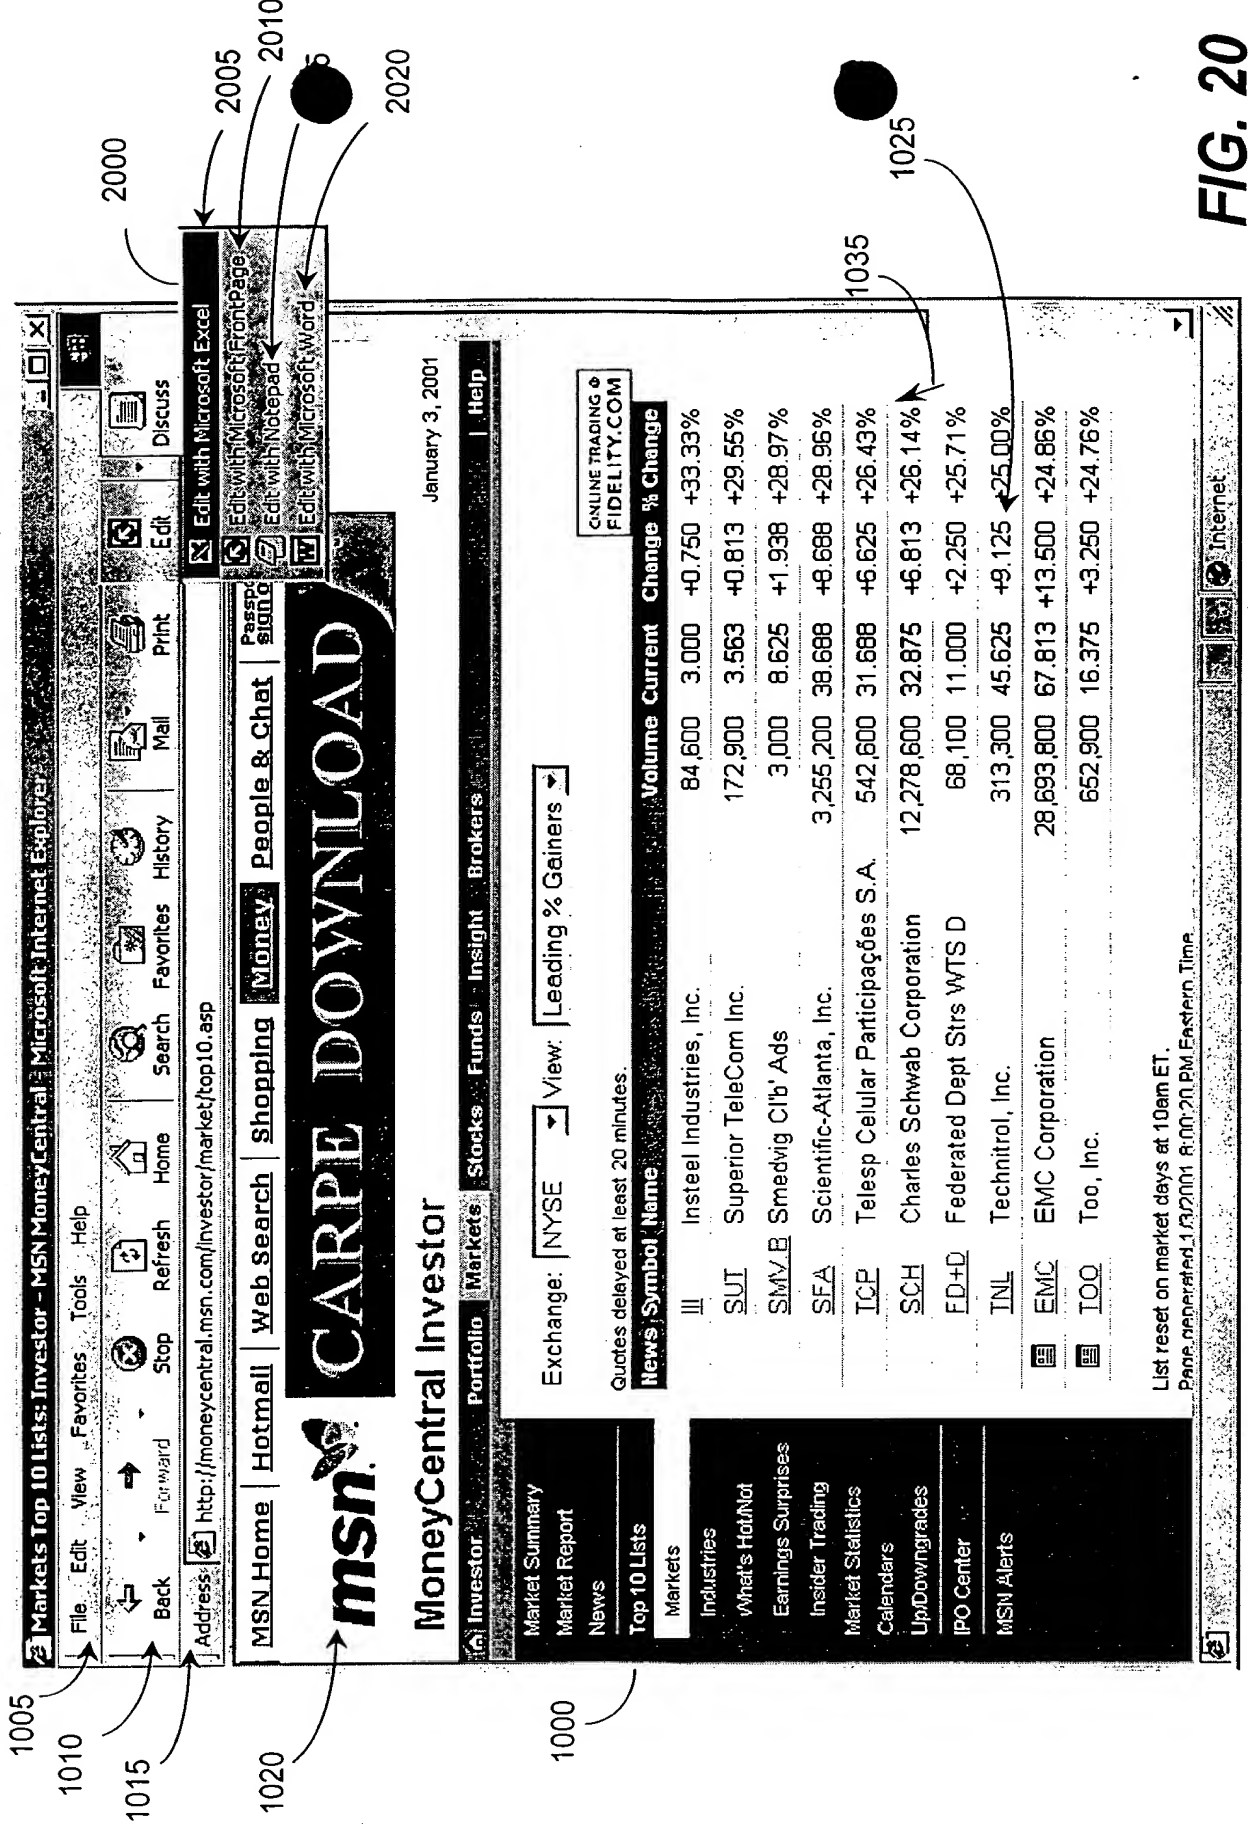 2000
2005
2010
2020
1005
1010
1015
1020
1000
1035
1025
Markets Top 10 Lists: Investor - MSN MoneyCentral - Microsoft Internet Explorer
File Edit View Favorites Tools Help
Back Forward Stop Refresh Home Search Favorites History Mail Print Edit Discuss
Address http://moneycentral.msn.com/investor/market/top10.asp
Edit with Microsoft Excel
Edit with Microsoft FrontPage
Edit with Notepad
Edit with Microsoft Word
MSN Home Hotmail Web Search Shopping Money People & Chat
msn. CARPE DOWNLOAD
MoneyCentral Investor January 3, 2001
Investor Portfolio Markets Stocks Funds Insight Brokers | Help
Market Summary
Market Report
News
Top 10 Lists
Markets
Industries
What's Hot/Not
Earnings Surprises
Insider Trading
Market Statistics
Calendars
Up/Downgrades
IPO Center
MSN Alerts
Exchange: NYSE View: Leading % Gainers
ONLINE TRADING @
FIDELITY.COM
Quotes delayed at least 20 minutes.
News Symbol Name Volume Current Change % Change
III Insteel Industries, Inc. 84,600 3.000 +0.750 +33.33%
SUT Superior TeleCom Inc. 172,900 3.563 +0.813 +29.55%
SMV.B Smedvig Cl'b' Ads 3,000 8.625 +1.938 +28.97%
SFA Scientific-Atlanta, Inc. 3,255,200 38.688 +8.688 +28.96%
TCP Telesp Celular Participações S.A. 542,600 31.688 +6.625 +26.43%
SCH Charles Schwab Corporation 12,278,600 32.875 +6.813 +26.14%
FD+D Federated Dept Strs WTS D 68,100 11.000 +2.250 +25.71%
TNL Technitrol, Inc. 313,300 45.625 +9.125 +25.00%
EMC EMC Corporation 28,693,800 67.813 +13.500 +24.86%
TOO Too, Inc. 652,900 16.375 +3.250 +24.76%
List reset on market days at 10am ET.
Page generated 1/3/2001 8:00:20 PM Eastern Time.
Internet
FIG. 20